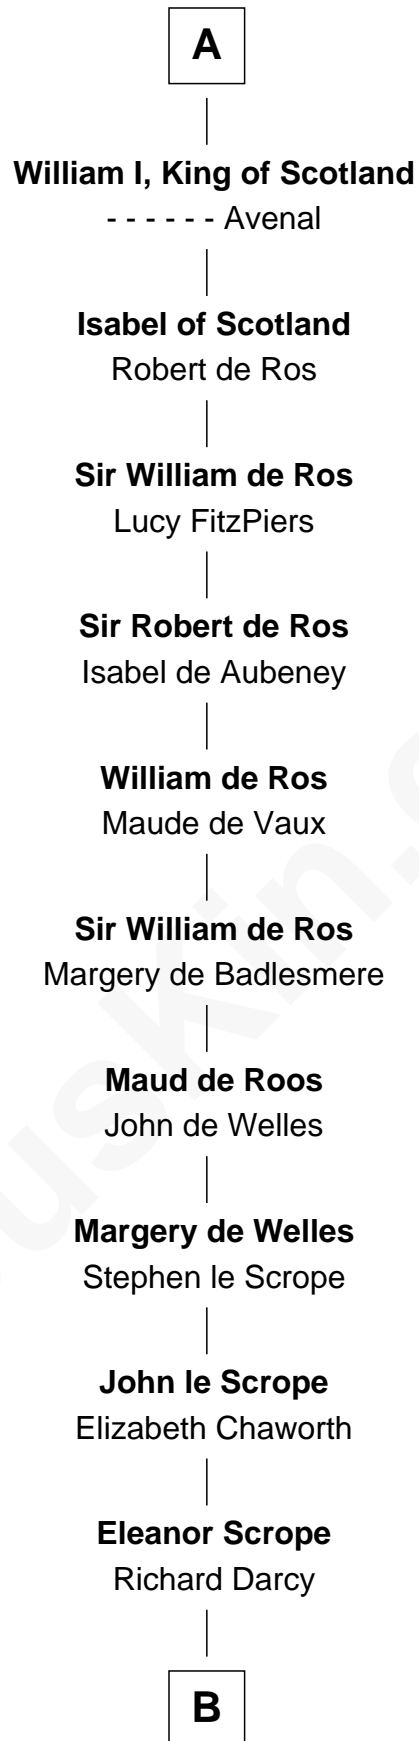 A
William I, King of Scotland
- - - - - - Avenal
Isabel of Scotland
Robert de Ros
Sir William de Ros
Lucy FitzPiers
Sir Robert de Ros
Isabel de Aubeney
William de Ros
Maude de Vaux
Sir William de Ros
Margery de Badlesmere
Maud de Roos
John de Welles
Margery de Welles
Stephen le Scrope
John le Scrope
Elizabeth Chaworth
Eleanor Scrope
Richard Darcy
B